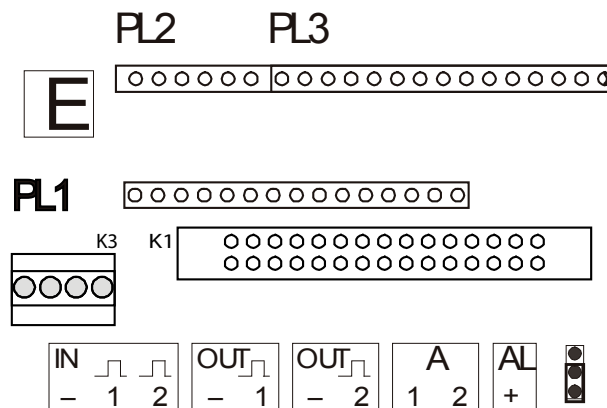 PL2 PL3
E
PL1
K3 K1
IN OUT OUT A AL
– 1 2 – 1 – 2 1 2 +